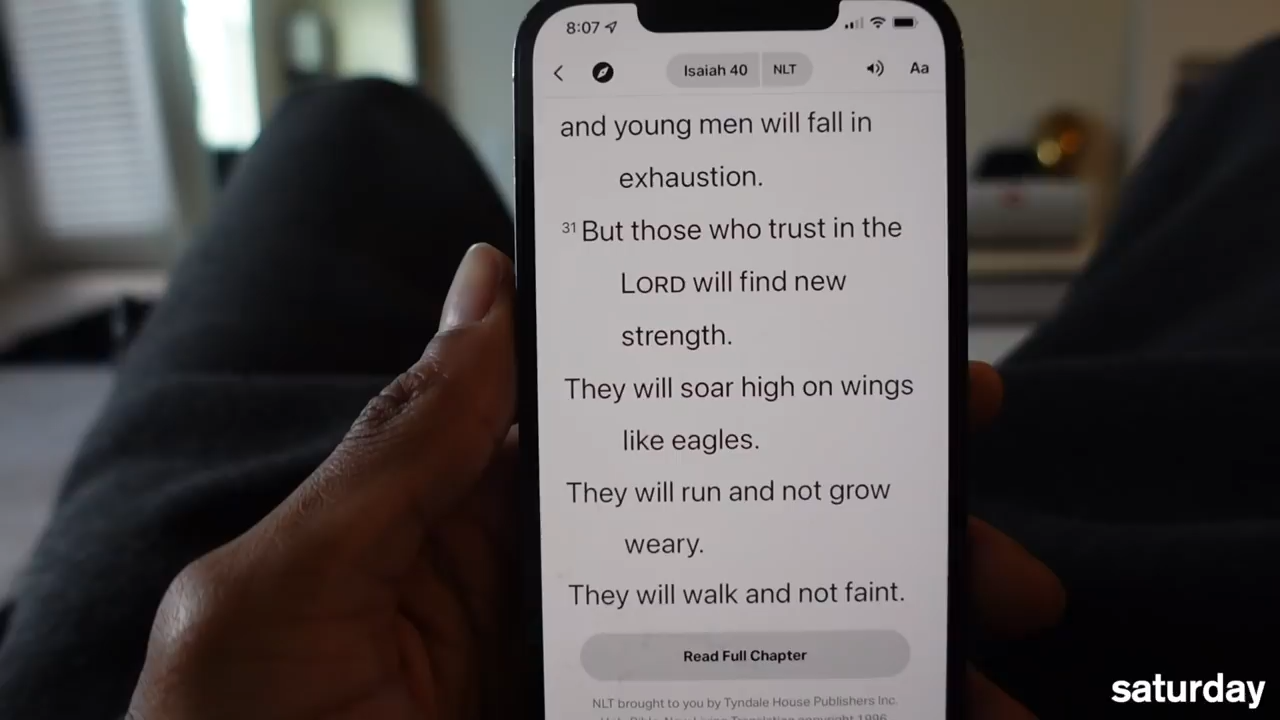 8:07
Isaiah 40 NLT Aa
and young men will fall in
exhaustion.
31 But those who trust in the
LORD will find new
strength.
They will soar high on wings
like eagles.
They will run and not grow
weary.
They will walk and not faint.
Read Full Chapter
NLT brought to you by Tyndale House Publishers Inc.
saturday